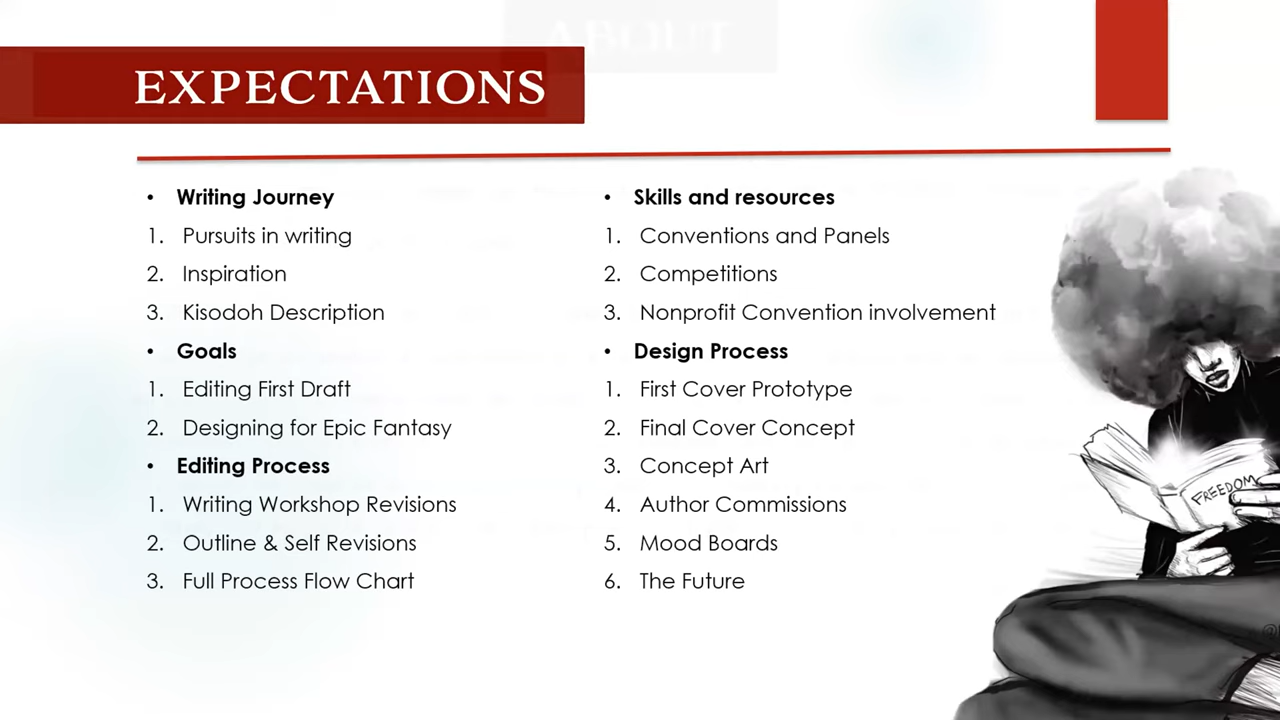 ABOUT
EXPECTATIONS
• Writing Journey
1. Pursuits in writing
2. Inspiration
3. Kisodoh Description
• Goals
1. Editing First Draft
2. Designing for Epic Fantasy
• Editing Process
1. Writing Workshop Revisions
2. Outline & Self Revisions
3. Full Process Flow Chart
• Skills and resources
1. Conventions and Panels
2. Competitions
3. Nonprofit Convention involvement
• Design Process
1. First Cover Prototype
2. Final Cover Concept
3. Concept Art
4. Author Commissions
5. Mood Boards
6. The Future
FREEDOM